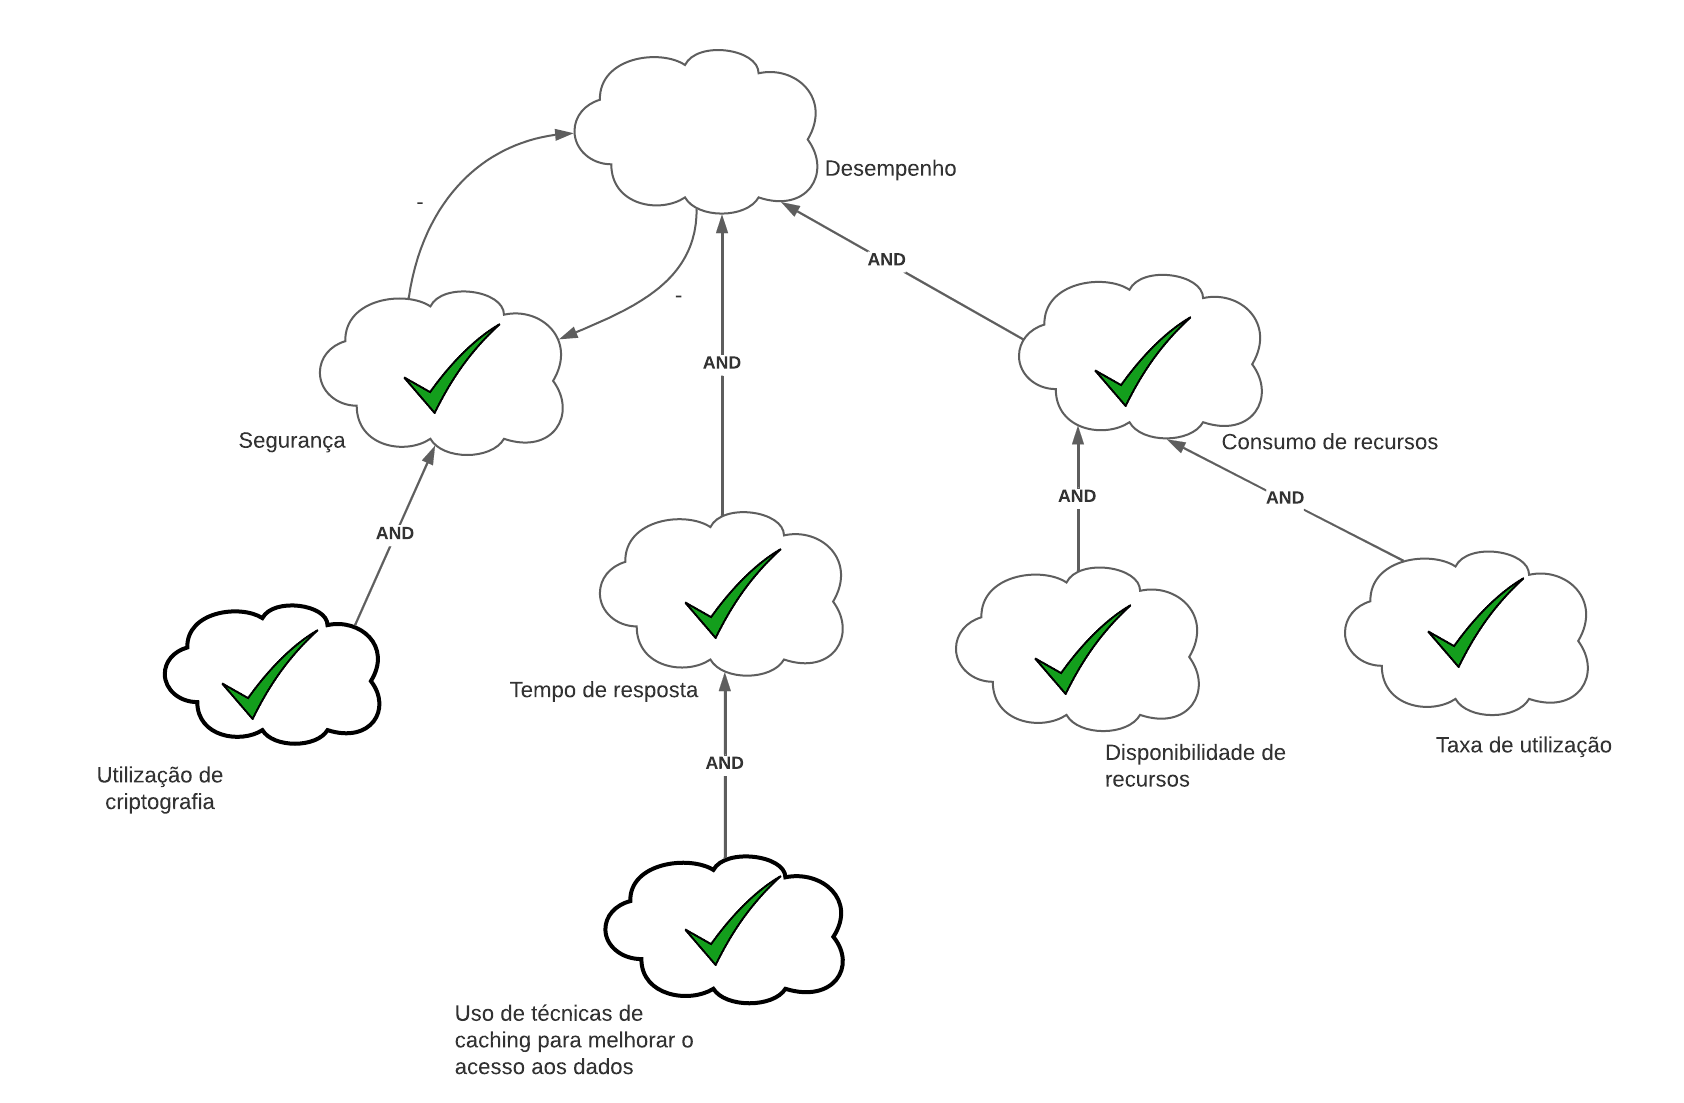 Desempenho
-
AND
-
AND
Segurança
Consumo de recursos
AND
AND
AND
Tempo de resposta
Utilização de
criptografia
Disponibilidade de
recursos
Taxa de utilização
AND
Uso de técnicas de
caching para melhorar o
acesso aos dados